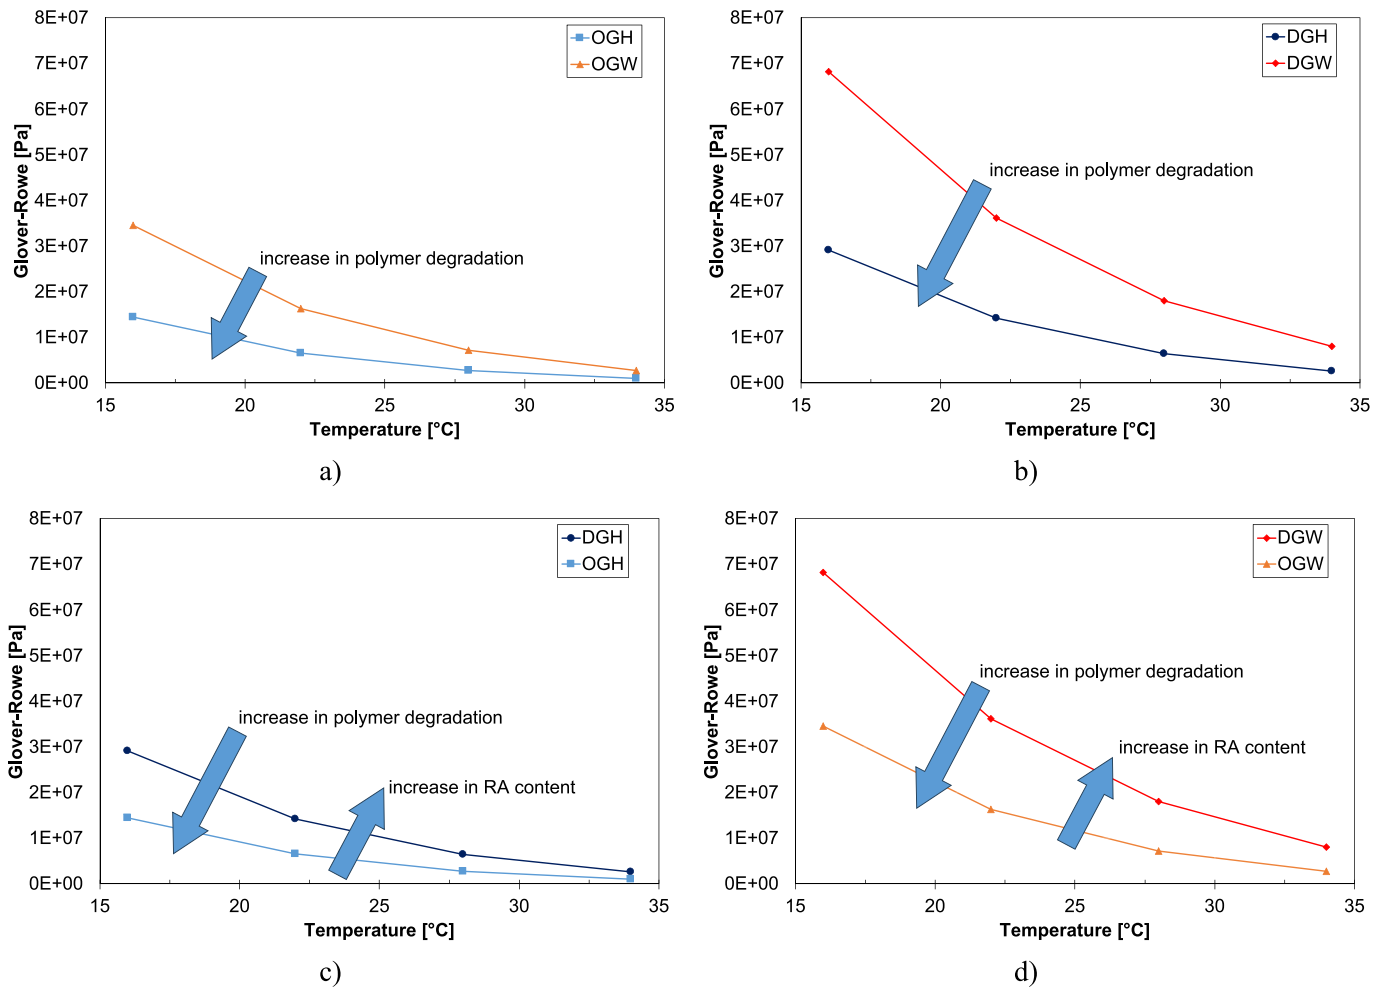 8E+07
7E+07
6E+07
5E+07
4E+07
3E+07
2E+07
1E+07
0E+00
Glover-Rowe [Pa]
OGH
OGW
increase in polymer degradation
15 20 25 30 35
Temperature [°C]
a)
8E+07
7E+07
6E+07
5E+07
4E+07
3E+07
2E+07
1E+07
0E+00
Glover-Rowe [Pa]
DGH
DGW
increase in polymer degradation
15 20 25 30 35
Temperature [°C]
b)
8E+07
7E+07
6E+07
5E+07
4E+07
3E+07
2E+07
1E+07
0E+00
Glover-Rowe [Pa]
DGH
OGH
increase in polymer degradation
increase in RA content
15 20 25 30 35
Temperature [°C]
c)
8E+07
7E+07
6E+07
5E+07
4E+07
3E+07
2E+07
1E+07
0E+00
Glover-Rowe [Pa]
DGW
OGW
increase in polymer degradation
increase in RA content
15 20 25 30 35
Temperature [°C]
d)